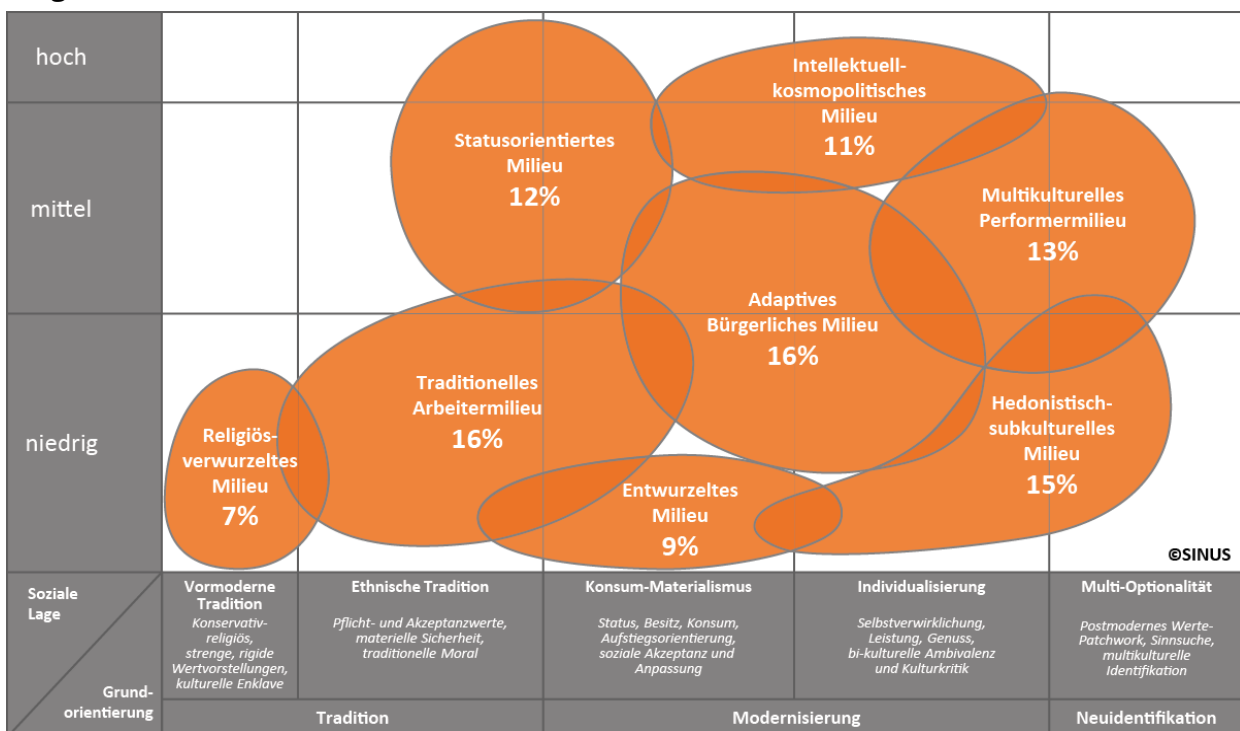 hoch
mittel
niedrig
Intellektuell-
kosmopolitisches
Milieu
11%
Statusorientiertes
Milieu
12%
Multikulturelles
Performermilieu
13%
Adaptives
Bürgerliches Milieu
16%
Traditionelles
Arbeitermilieu
16%
Religiös-
verwurzeltes
Milieu
7%
Entwurzeltes
Milieu
9%
Hedonistisch-
subkulturelles
Milieu
15%
©SINUS
Soziale
Lage
Grund-
orientierung
Vormoderne
Tradition
Konservativ-
religiös,
strenge, rigide
Wertvorstellungen,
kulturelle Enklave
Ethnische Tradition
Pflicht- und Akzeptanzwerte,
materielle Sicherheit,
traditionelle Moral
Konsum-Materialismus
Status, Besitz, Konsum,
Aufstiegsorientierung,
soziale Akzeptanz und
Anpassung
Individualisierung
Selbstverwirklichung,
Leistung, Genuss,
bi-kulturelle Ambivalenz
und Kulturkritik
Multi-Optionalität
Postmodernes Werte-
Patchwork, Sinnsuche,
multikulturelle
Identifikation
Tradition
Modernisierung
Neuidentifikation